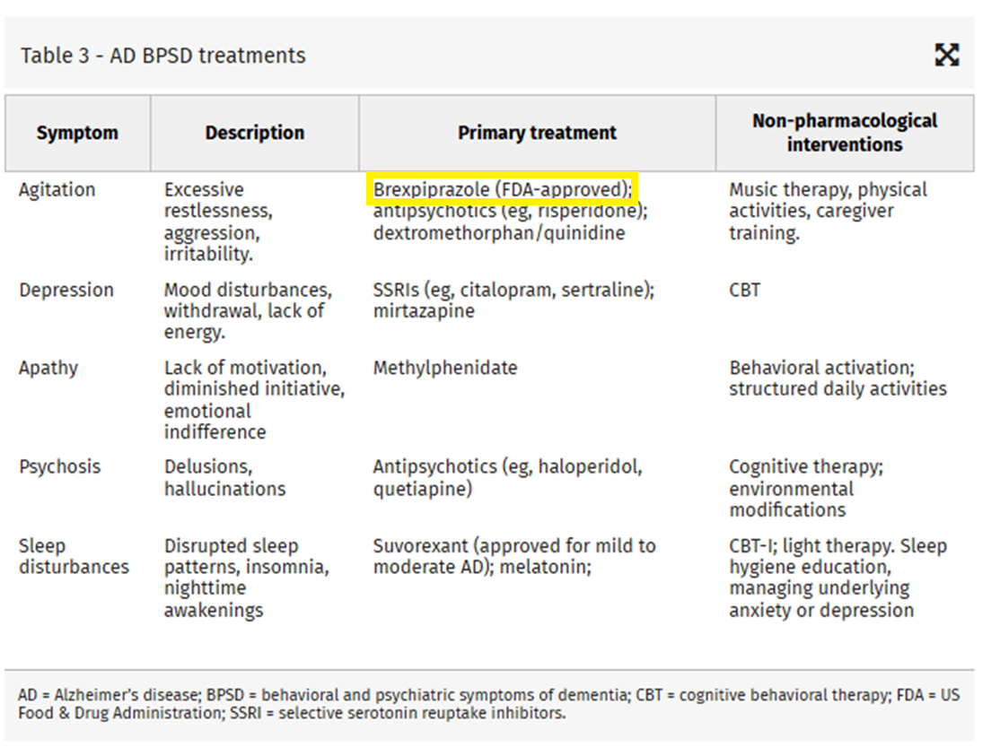 Table 3 - AD BPSD treatments
Symptom
Description
Primary treatment
Non-pharmacological
interventions
Agitation
Excessive
restlessness,
aggression,
irritability.
Brexpiprazole (FDA-approved);
antipsychotics (eg, risperidone);
dextromethorphan/quinidine
Music therapy, physical
activities, caregiver
training.
Depression
Mood disturbances,
withdrawal, lack of
energy.
SSRIs (eg, citalopram, sertraline);
mirtazapine
CBT
Apathy
Lack of motivation,
diminished initiative,
emotional
indifference
Methylphenidate
Behavioral activation;
structured daily activities
Psychosis
Delusions,
hallucinations
Antipsychotics (eg, haloperidol,
quetiapine)
Cognitive therapy;
environmental
modifications
Sleep
disturbances
Disrupted sleep
patterns, insomnia,
nighttime
awakenings
Suvorexant (approved for mild to
moderate AD); melatonin;
CBT-I; light therapy. Sleep
hygiene education,
managing underlying
anxiety or depression
AD = Alzheimer's disease; BPSD = behavioral and psychiatric symptoms of dementia; CBT = cognitive behavioral therapy; FDA = US
Food & Drug Administration; SSRI = selective serotonin reuptake inhibitors.